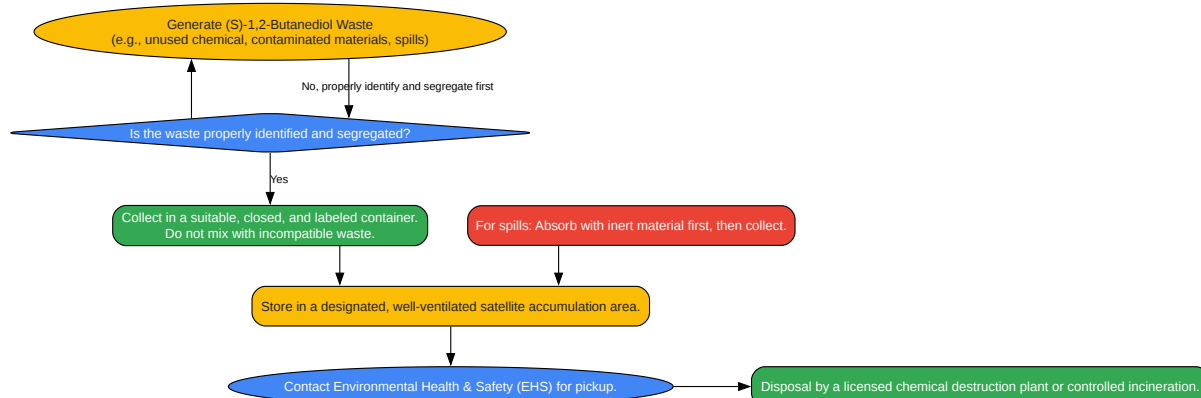 Generate (S)-1,2-Butanediol Waste
(e.g., unused chemical, contaminated materials, spills)
No, properly identify and segregate first
Is the waste properly identified and segregated?
Yes
Collect in a suitable, closed, and labeled container.
Do not mix with incompatible waste.
For spills: Absorb with inert material first, then collect.
Store in a designated, well-ventilated satellite accumulation area.
Contact Environmental Health & Safety (EHS) for pickup.
Disposal by a licensed chemical destruction plant or controlled incineration.